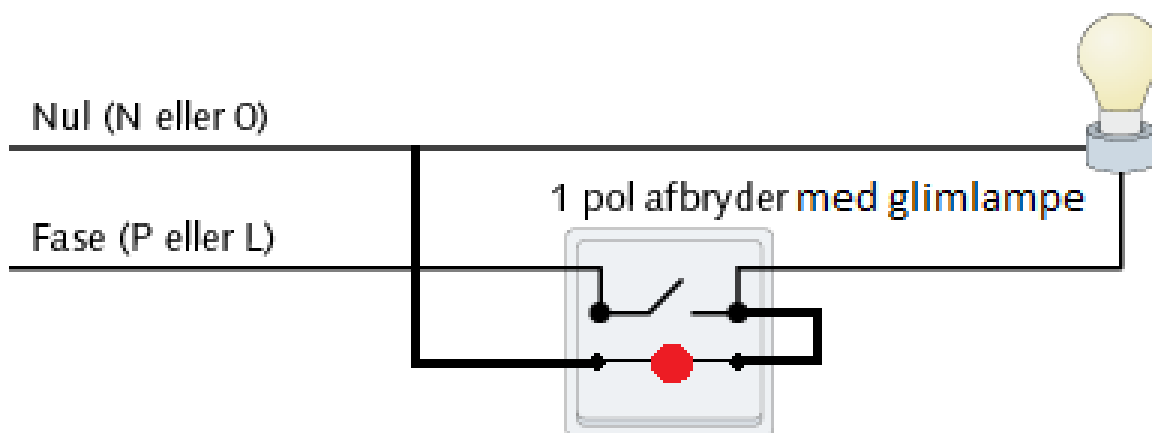 Nul (N eller O)
1 pol afbryder med glimlampe
Fase (P eller L)